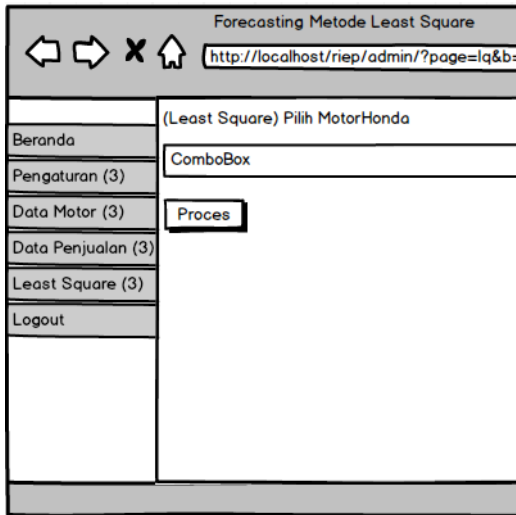 Forecasting Metode Least Square
http://localhost/riep/admin/?page=lq&b=
(Least Square) Pilih MotorHonda
Beranda
ComboBox
Pengaturan (3)
Data Motor (3)
Proces
Data Penjualan (3)
Least Square (3)
Logout